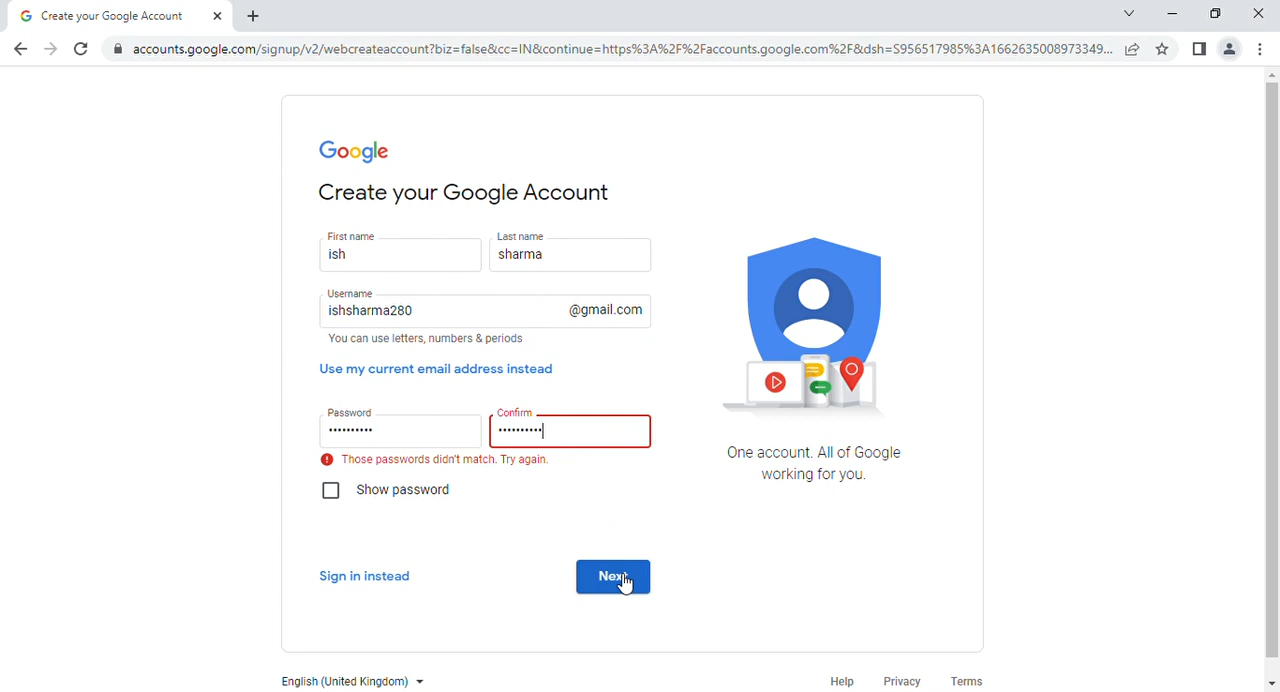 Create your Google Account
accounts.google.com/signup/v2/webcreateaccount?biz=false&cc=IN&continue=https%3A%2F%2Faccounts.google.com%2F&dsh=S956517985%3A1662635008973349...
Google
Create your Google Account
First name Last name
ish sharma
Username
ishsharma280 @gmail.com
You can use letters, numbers & periods
Use my current email address instead
Password Confirm
•••••••••• ••••••••••
Those passwords didn't match. Try again.
Show password
One account. All of Google
working for you.
Sign in instead Next
English (United Kingdom) Help Privacy Terms